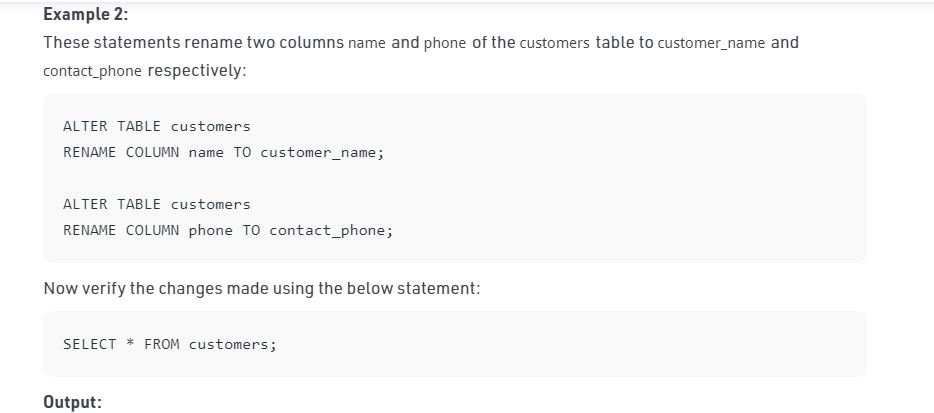 Example 2:
These statements rename two columns name and phone of the customers table to customer_name and
contact_phone respectively:
ALTER TABLE customers
RENAME COLUMN name TO customer_name;
ALTER TABLE customers
RENAME COLUMN phone TO contact_phone;
Now verify the changes made using the below statement:
SELECT * FROM customers;
Output: